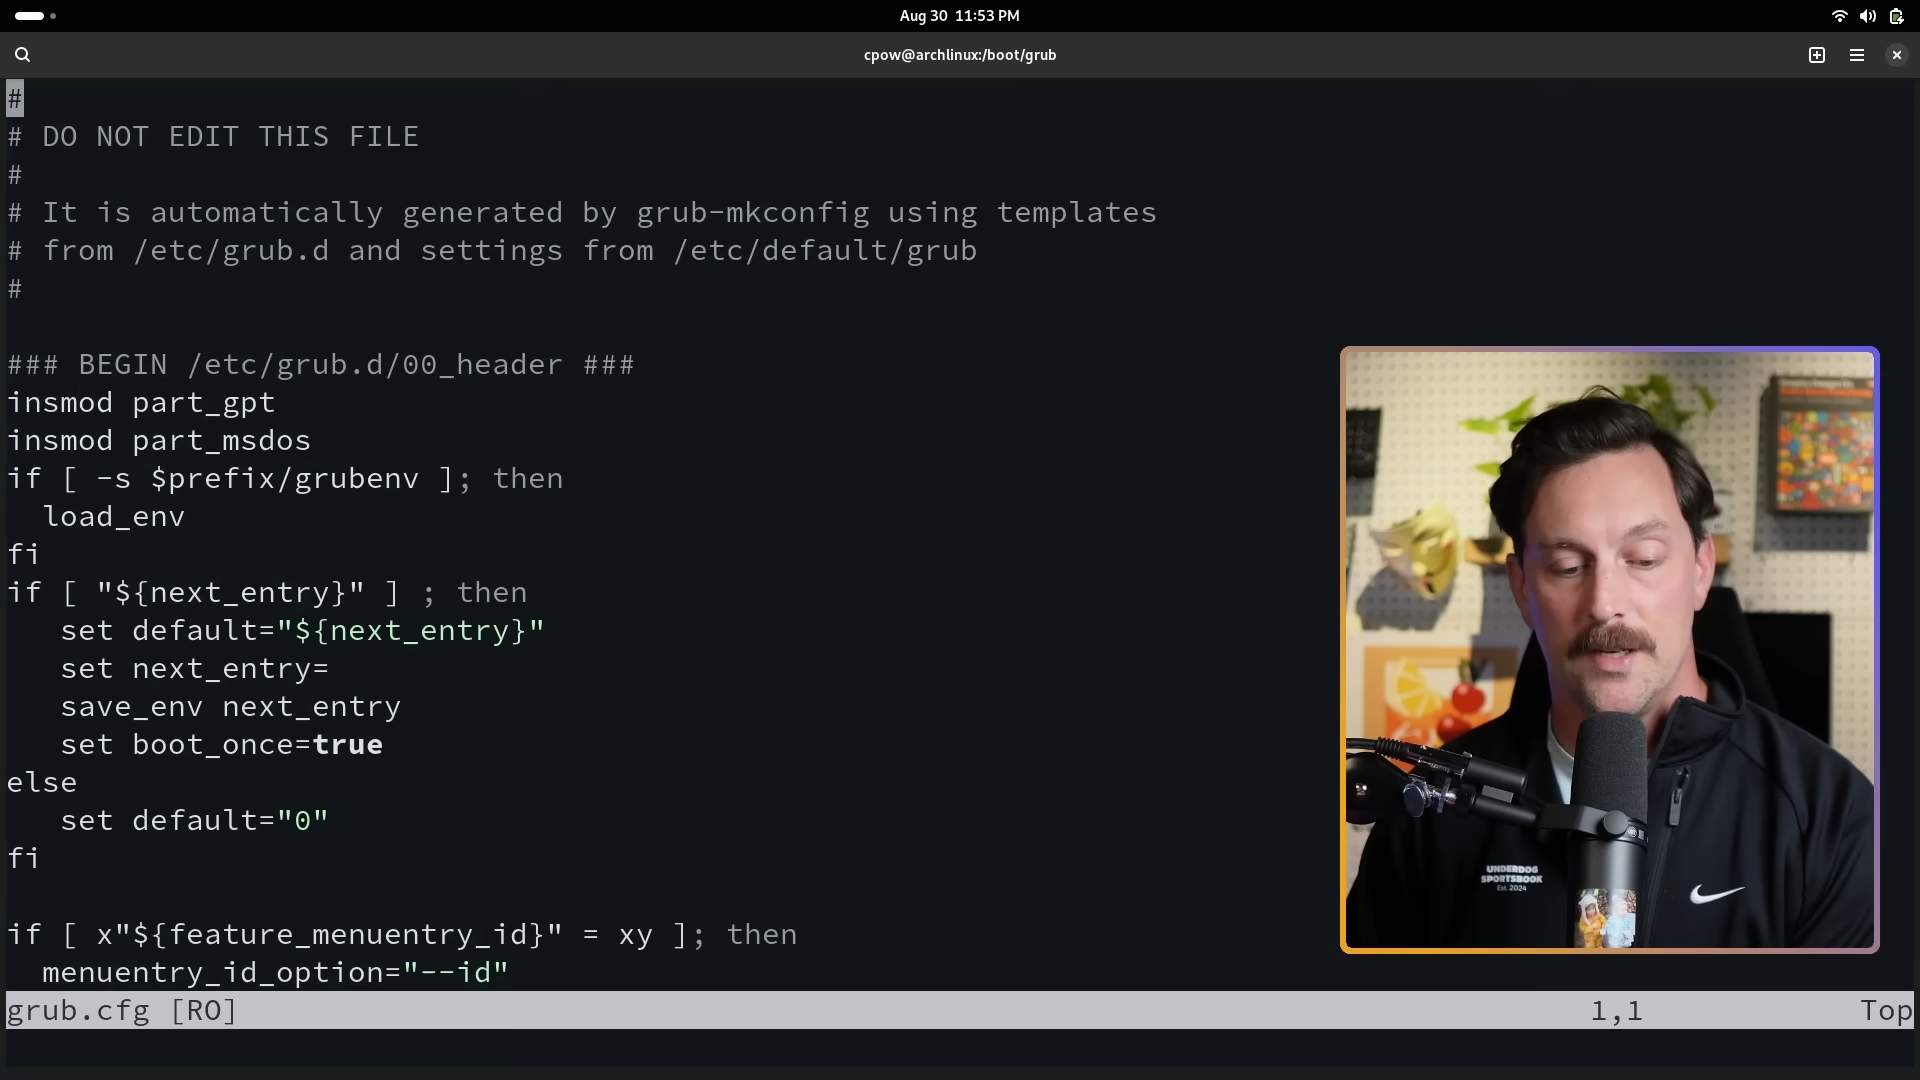 Aug 30 11:53 PM
cpow@archlinux:/boot/grub
#
# DO NOT EDIT THIS FILE
#
# It is automatically generated by grub-mkconfig using templates
# from /etc/grub.d and settings from /etc/default/grub
#
### BEGIN /etc/grub.d/00_header ###
insmod part_gpt
insmod part_msdos
if [ -s $prefix/grubenv ]; then
  load_env
fi
if [ "${next_entry}" ] ; then
   set default="${next_entry}"
   set next_entry=
   save_env next_entry
   set boot_once=true
else
   set default="0"
fi
if [ x"${feature_menuentry_id}" = xy ]; then
  menuentry_id_option="--id"
grub.cfg [RO] 1,1 Top
UNDERDOG
SPORTSBOOK
Est. 2024